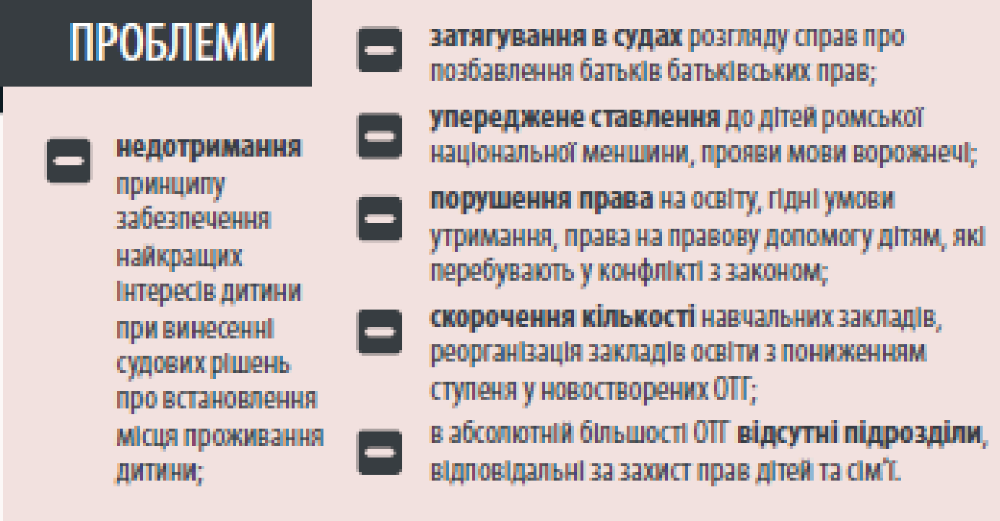 ПРОБЛЕМИ
недотримання
принципу
забезпечення
найкращих
інтересів дитини
при винесенні
судових рішень
про встановлення
місця проживання
дитини;
затягування в судах розгляду справ про
позбавлення батьків батьківських прав;
упереджене ставлення до дітей ромської
національної меншини, прояви мови ворожнечі;
порушення права на освіту, гідні умови
утримання, права на правову допомогу дітям, які
перебувають у конфлікті з законом;
скорочення кількості навчальних закладів,
реорганізація закладів освіти з пониженням
ступеня у новостворених ОТГ;
в абсолютній більшості ОТГ відсутні підрозділи,
відповідальні за захист прав дітей та сім'ї.